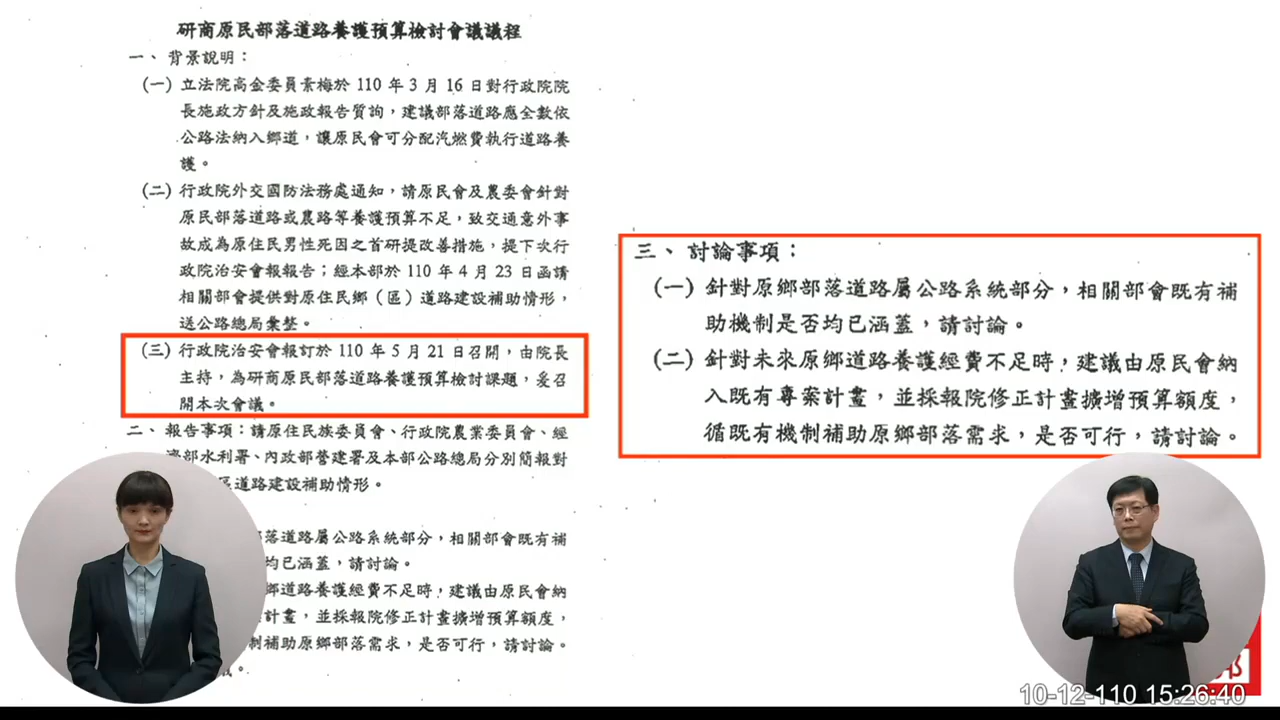 研商原民部落道路養護預算檢討會議議程
一、背景說明：
(一) 立法院高金委員素梅於 110 年 3 月 16 日對行政院院
長施政方針及施政報告質詢，建議部落道路應全數依
公路法納入鄉道，讓原民會可分配汽燃費執行道路養
護。
(二) 行政院外交國防法務處通知，請原民會及農委會針對
原民部落道路或農路等養護預算不足，致交通意外事
故成為原住民男性死因之首研提改善措施，提下次行
政院治安會報報告；經本部於 110 年 4 月 23 日函請
相關部會提供對原住民鄉（區）道路建設補助情形，
送公路總局彙整。
(三) 行政院治安會報訂於 110 年 5 月 21 日召開，由院長
主持，為研商原民部落道路養護預算檢討課題，爰召
開本次會議。
二、報告事項：請原住民族委員會、行政院農業委員會、經
濟部水利署、內政部營建署及本部公路總局分別簡報對
區道路建設補助情形。
落道路屬公路系統部分，相關部會既有補
均已涵蓋，請討論。
鄉道路養護經費不足時，建議由原民會納
計畫，並採報院修正計畫擴增預算額度，
制補助原鄉部落需求，是否可行，請討論。
三、討論事項：
(一) 針對原鄉部落道路屬公路系統部分，相關部會既有補
助機制是否均已涵蓋，請討論。
(二) 針對未來原鄉道路養護經費不足時，建議由原民會納
入既有專案計畫，並採報院修正計畫擴增預算額度，
循既有機制補助原鄉部落需求，是否可行，請討論。
10-12-110 15:26:40